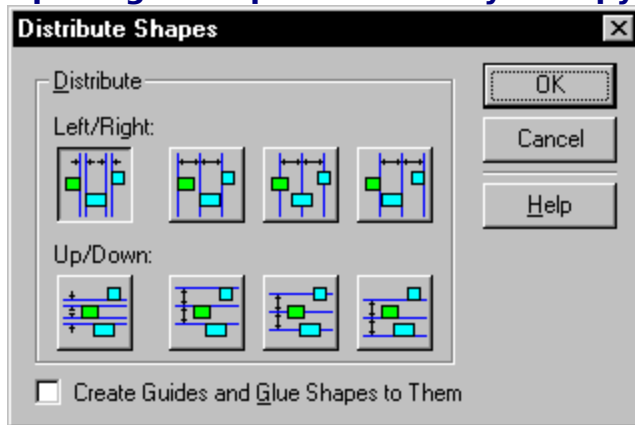 Distribute Shapes
Distribute
OK
Left/Right:
Cancel
Help
Up/Down:
Create Guides and Glue Shapes to Them